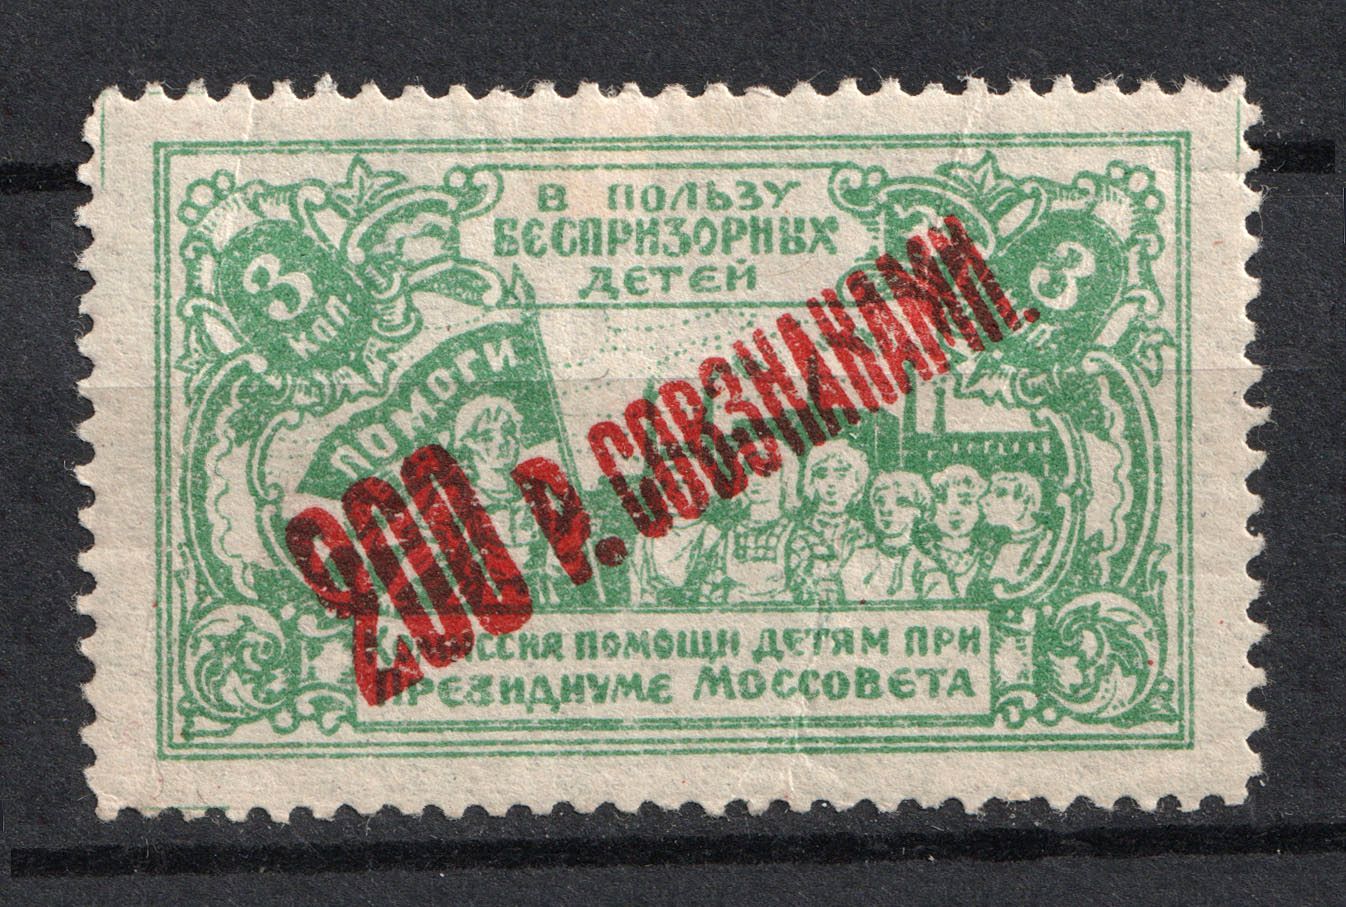 В ПОЛЬЗУ
БЕСПРИЗОРНЫХ
ДЕТЕЙ
3
КОП.
3
П.
ПОМОГИ
200 Р. СОВЗНАКАМИ.
КОМИССИЯ ПОМОЩИ ДЕТЯМ ПРИ
ПРЕЗИДИУМЕ МОССОВЕТА